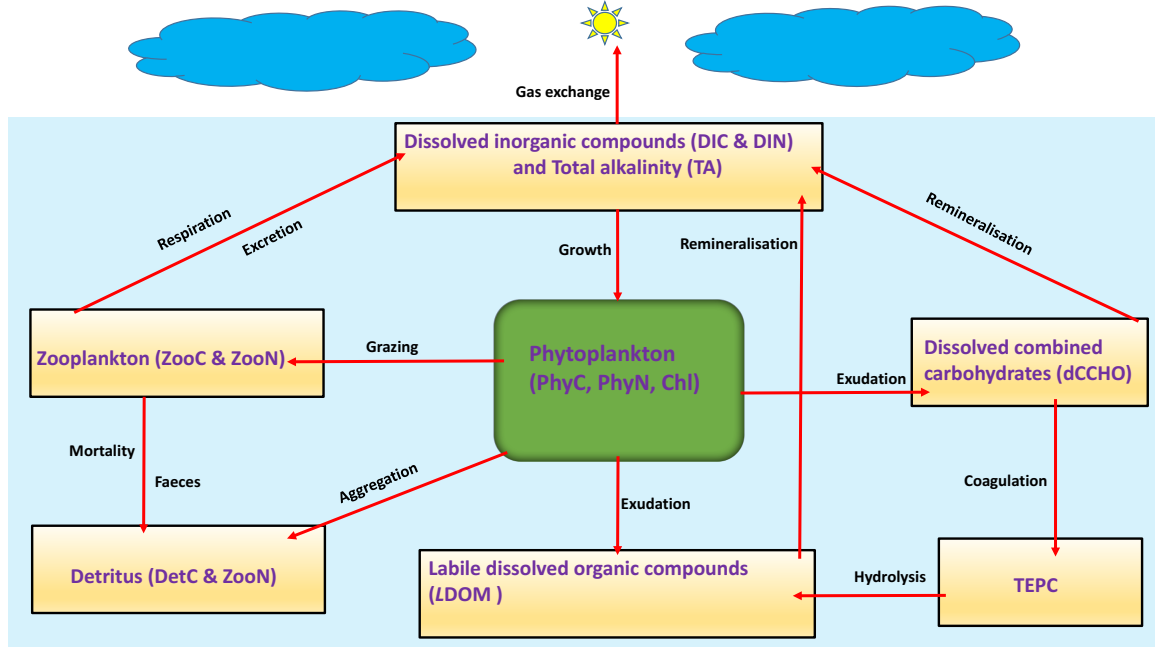 Gas exchange
Dissolved inorganic compounds (DIC & DIN)
and Total alkalinity (TA)
Respiration
Excretion
Growth
Remineralisation
Remineralisation
Zooplankton (ZooC & ZooN)
Grazing
Phytoplankton
(PhyC, PhyN, Chl)
Exudation
Dissolved combined
carbohydrates (dCCHO)
Mortality
Faeces
Aggregation
Exudation
Coagulation
Detritus (DetC & ZooN)
Labile dissolved organic compounds
(LDOM )
Hydrolysis
TEPC